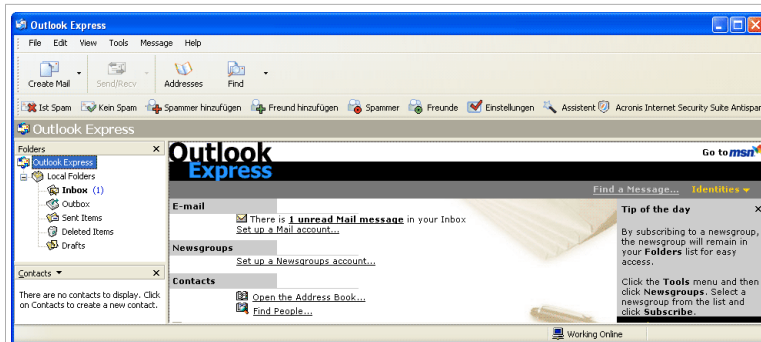 Outlook Express
File Edit View Tools Message Help
Create Mail Send/Recv Addresses Find
Ist Spam Kein Spam Spammer hinzufügen Freund hinzufügen Spammer Freunde Einstellungen Assistent Acronis Internet Security Suite Antispam
Outlook Express
Folders
Outlook Express
Local Folders
Inbox (1)
Outbox
Sent Items
Deleted Items
Drafts
Contacts
There are no contacts to display. Click
on Contacts to create a new contact.
Outlook
Express
Go to msn
Find a Message... Identities
E-mail
There is 1 unread Mail message in your Inbox
Set up a Mail account...
Newsgroups
Set up a Newsgroups account...
Contacts
Open the Address Book...
Find People...
Tip of the day
By subscribing to a newsgroup,
the newsgroup will remain in
your Folders list for easy
access.
Click the Tools menu and then
click Newsgroups. Select a
newsgroup from the list and
click Subscribe.
Working Online